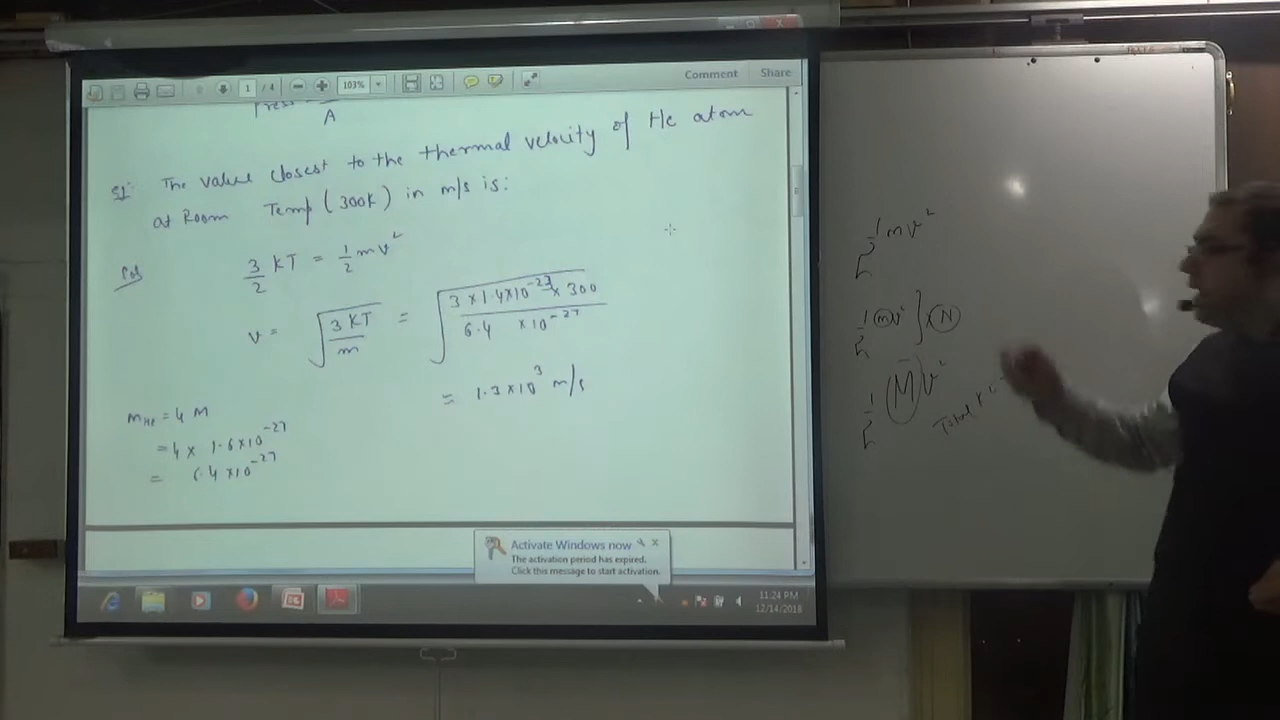 Comment Share
1 / 4 103%
A
The value closest to the thermal velocity of He atom
at Room Temp (300K) in m/s is:
Sol
3/2 KT = 1/2 mv²
v = √(3KT/m) = √(3 × 1.4×10⁻²³ × 300 / 6.4 × 10⁻²⁷)
= 1.3×10³ m/s
m_He = 4 M
= 4 × 1.6×10⁻²⁷
= 6.4×10⁻²⁷
Activate Windows now
The activation period has expired.
Click this message to start activation.
11:24 PM
12/14/2018
1/2 mv²
1/2 mv² ] × N
1/2 (M) v²
Total